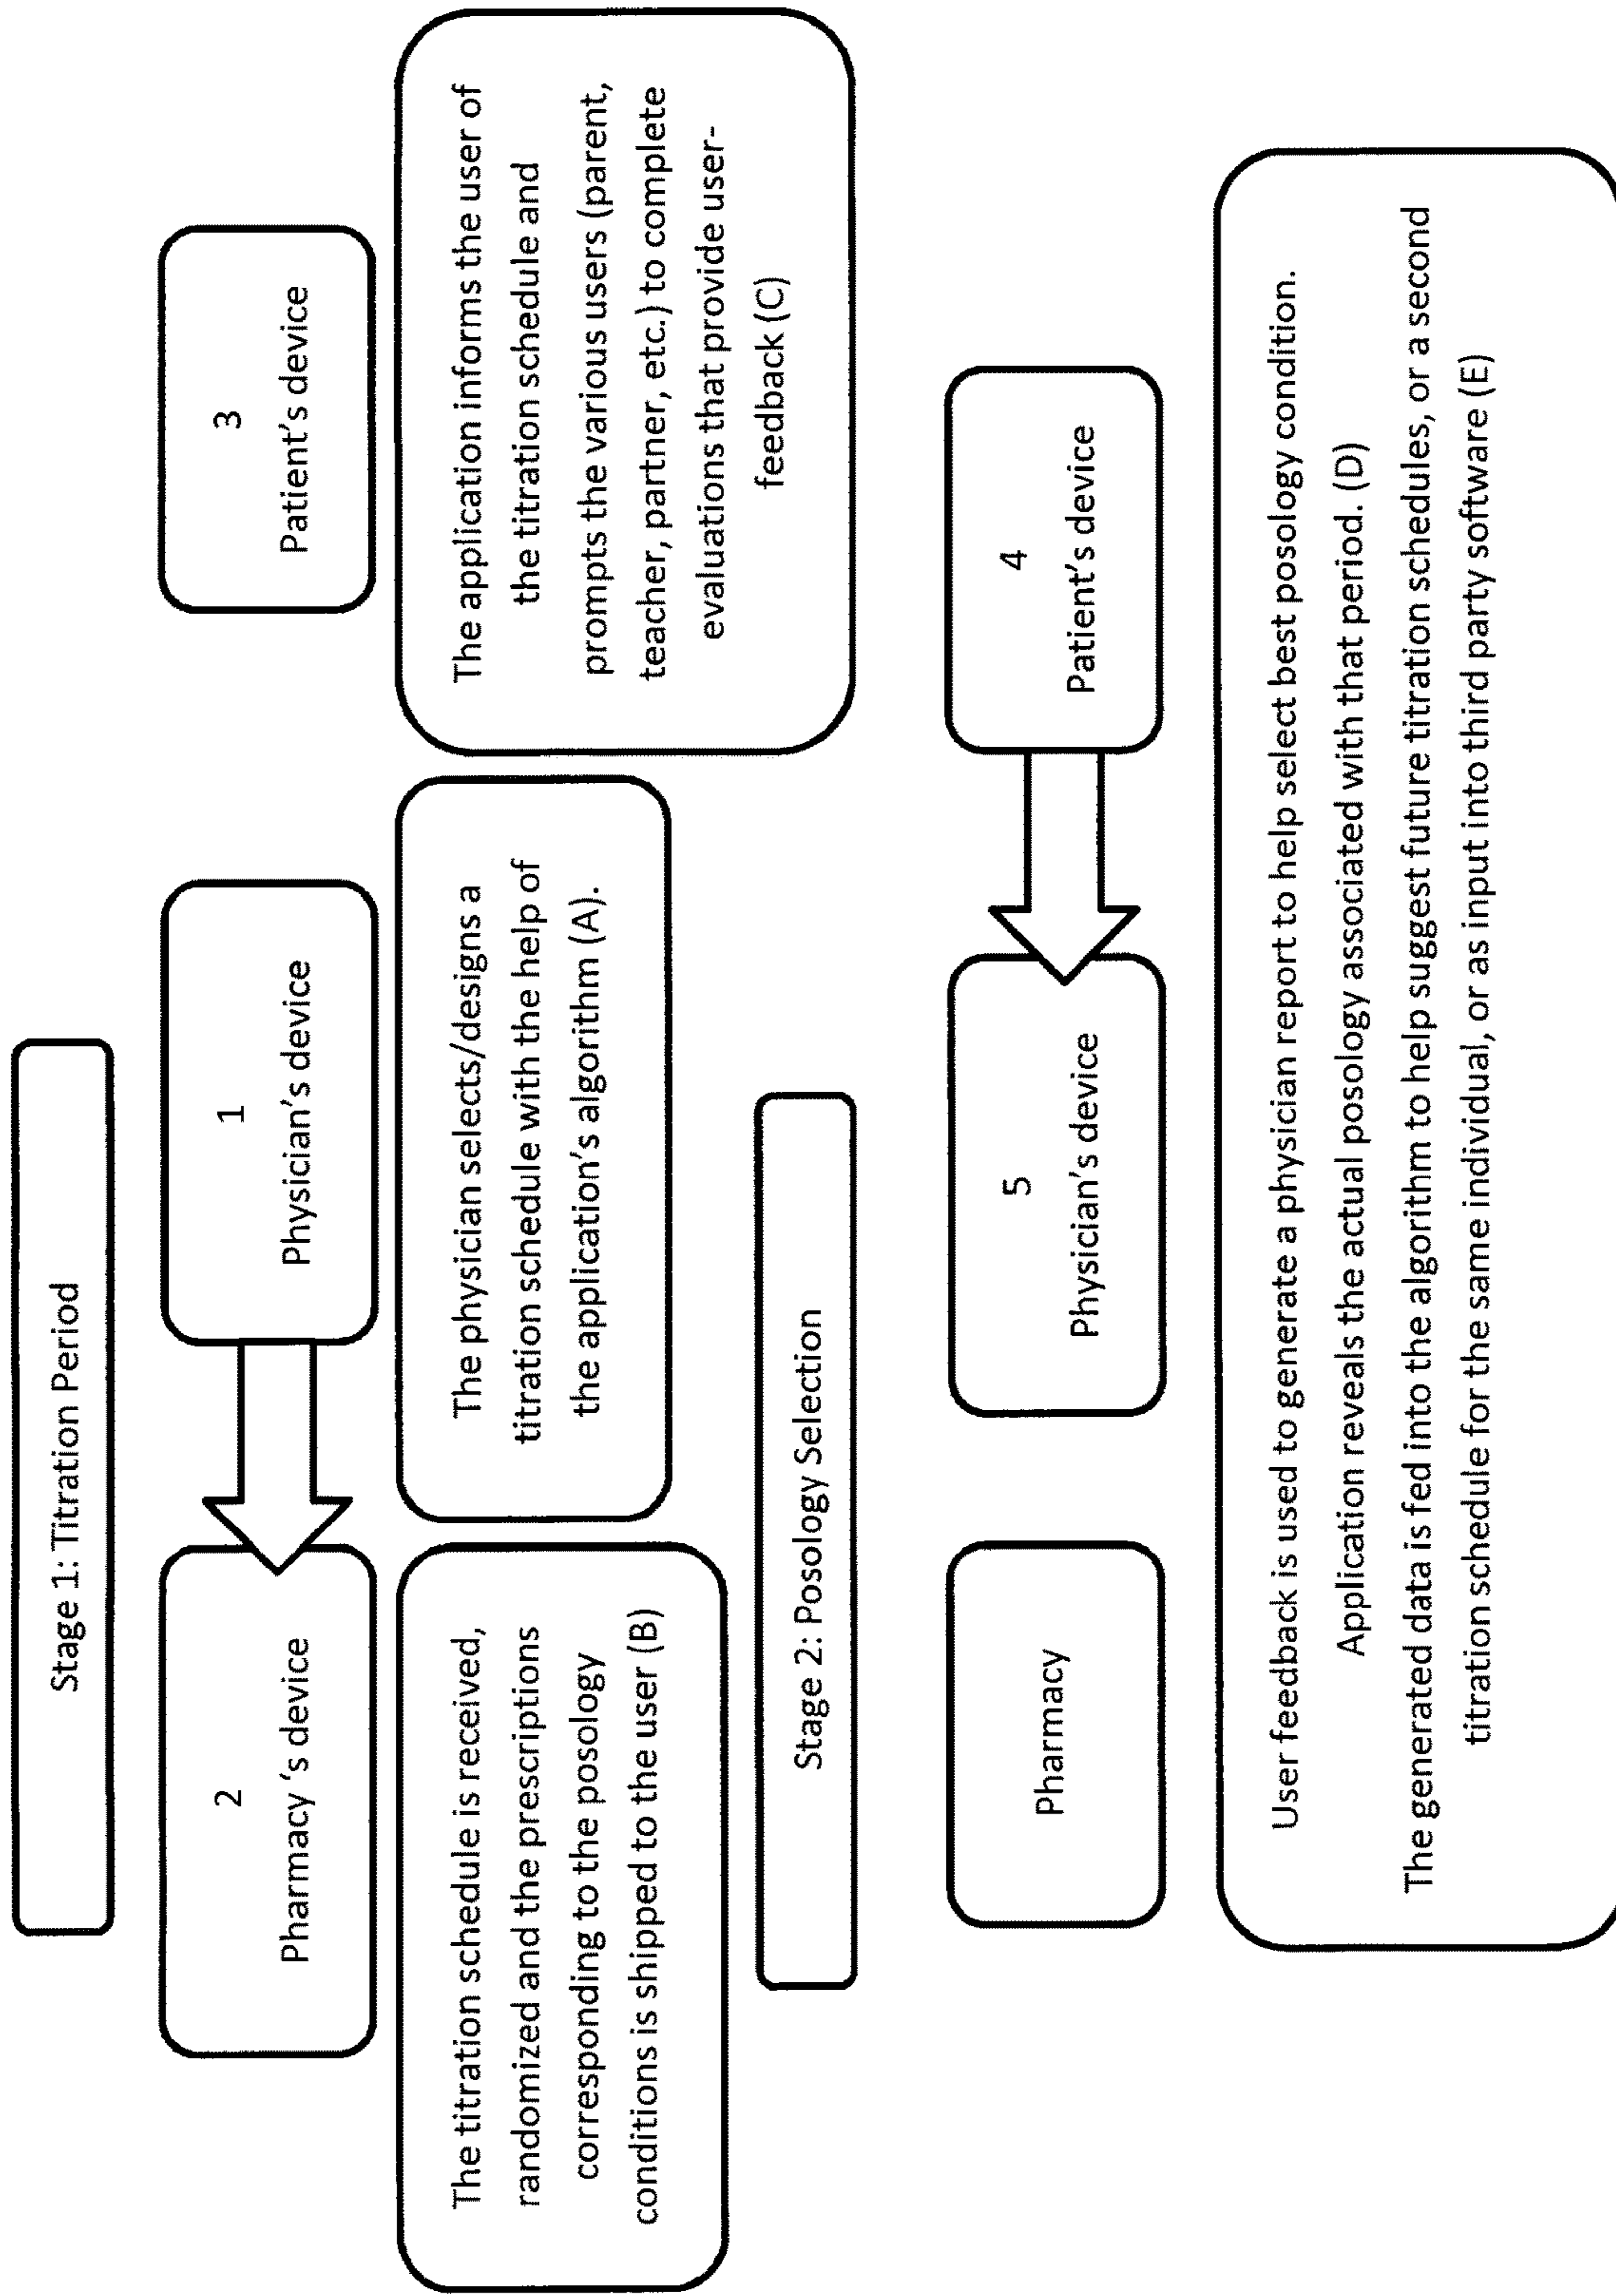 Stage 1: Titration Period
2
Pharmacy 's device
1
Physician's device
3
Patient's device
The titration schedule is received,
randomized and the prescriptions
corresponding to the posology
conditions is shipped to the user (B)
The physician selects/designs a
titration schedule with the help of
the application's algorithm (A).
The application informs the user of
the titration schedule and
prompts the various users (parent,
teacher, partner, etc.) to complete
evaluations that provide user-
feedback (C)
Stage 2: Posology Selection
Pharmacy
5
Physician's device
4
Patient's device
User feedback is used to generate a physician report to help select best posology condition.
Application reveals the actual posology associated with that period. (D)
The generated data is fed into the algorithm to help suggest future titration schedules, or a second
titration schedule for the same individual, or as input into third party software (E)